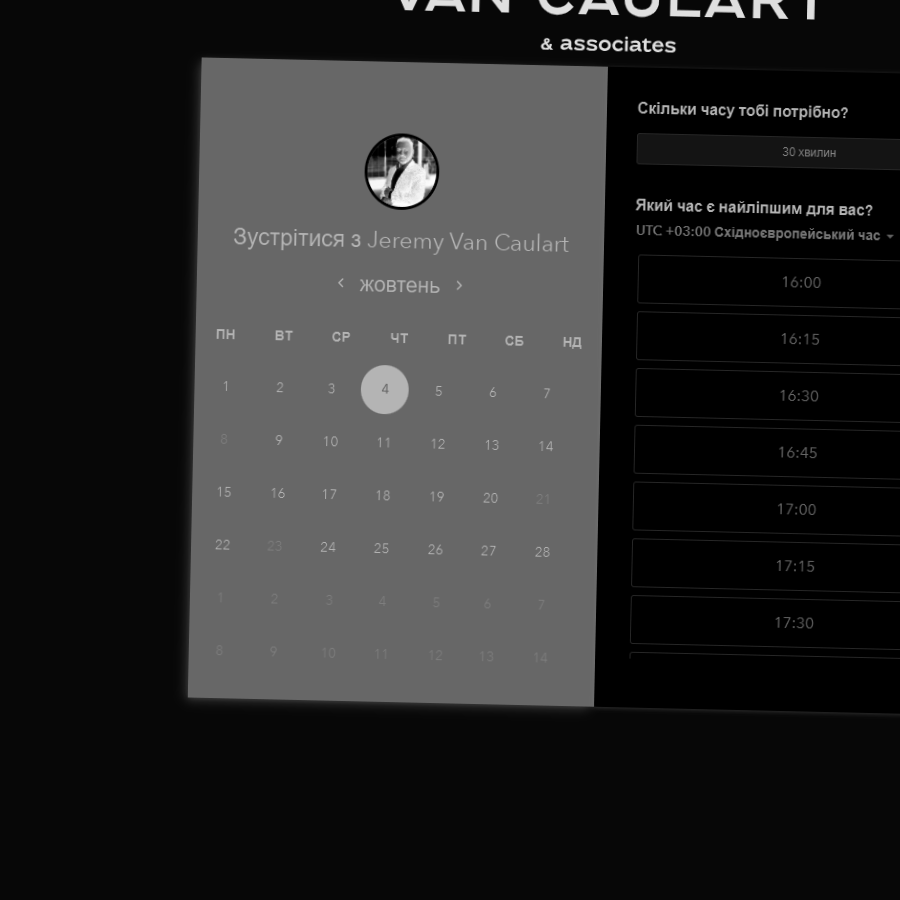 VAN CAULART
& associates
Зустрітися з Jeremy Van Caulart
жовтень
ПН ВТ СР ЧТ ПТ СБ НД
1 2 3 4 5 6 7
8 9 10 11 12 13 14
15 16 17 18 19 20 21
22 23 24 25 26 27 28
1 2 3 4 5 6 7
8 9 10 11 12 13 14
Скільки часу тобі потрібно?
30 хвилин
Який час є найліпшим для вас?
UTC +03:00 Східноєвропейський час
16:00
16:15
16:30
16:45
17:00
17:15
17:30